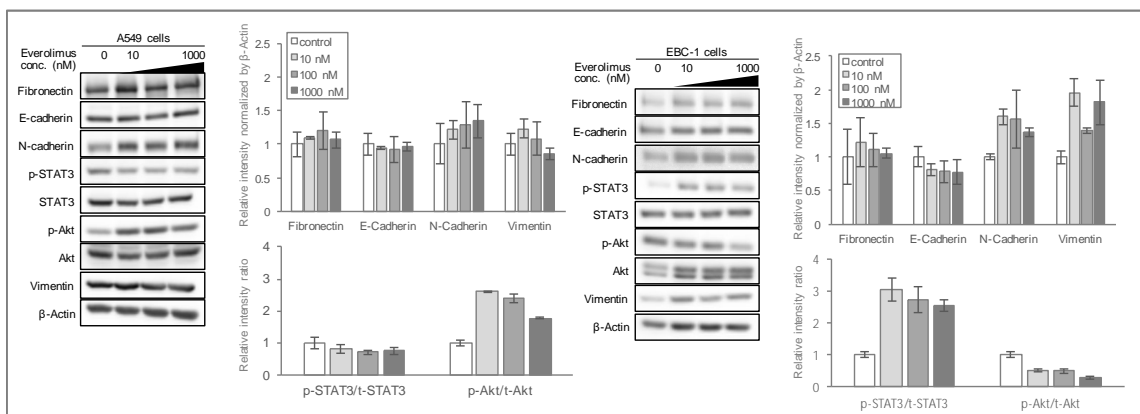 A549 cells
Everolimus
conc. (nM)
0 10 1000
Fibronectin
E-cadherin
N-cadherin
p-STAT3
STAT3
p-Akt
Akt
Vimentin
β-Actin
Relative intensity normalized by β-Actin
2.5
2
1.5
1
0.5
0
control
10 nM
100 nM
1000 nM
Fibronectin E-Cadherin N-Cadherin Vimentin
Relative intensity ratio
4
3
2
1
0
p-STAT3/t-STAT3 p-Akt/t-Akt
EBC-1 cells
Everolimus
conc. (nM)
0 10 1000
Fibronectin
E-cadherin
N-cadherin
p-STAT3
STAT3
p-Akt
Akt
Vimentin
β-Actin
Relative intensity normalized by β-Actin
2.5
2
1.5
1
0.5
0
control
10 nM
100 nM
1000 nM
Fibronectin E-Cadherin N-Cadherin Vimentin
Relative intensity ratio
4
3
2
1
0
p-STAT3/t-STAT3 p-Akt/t-Akt